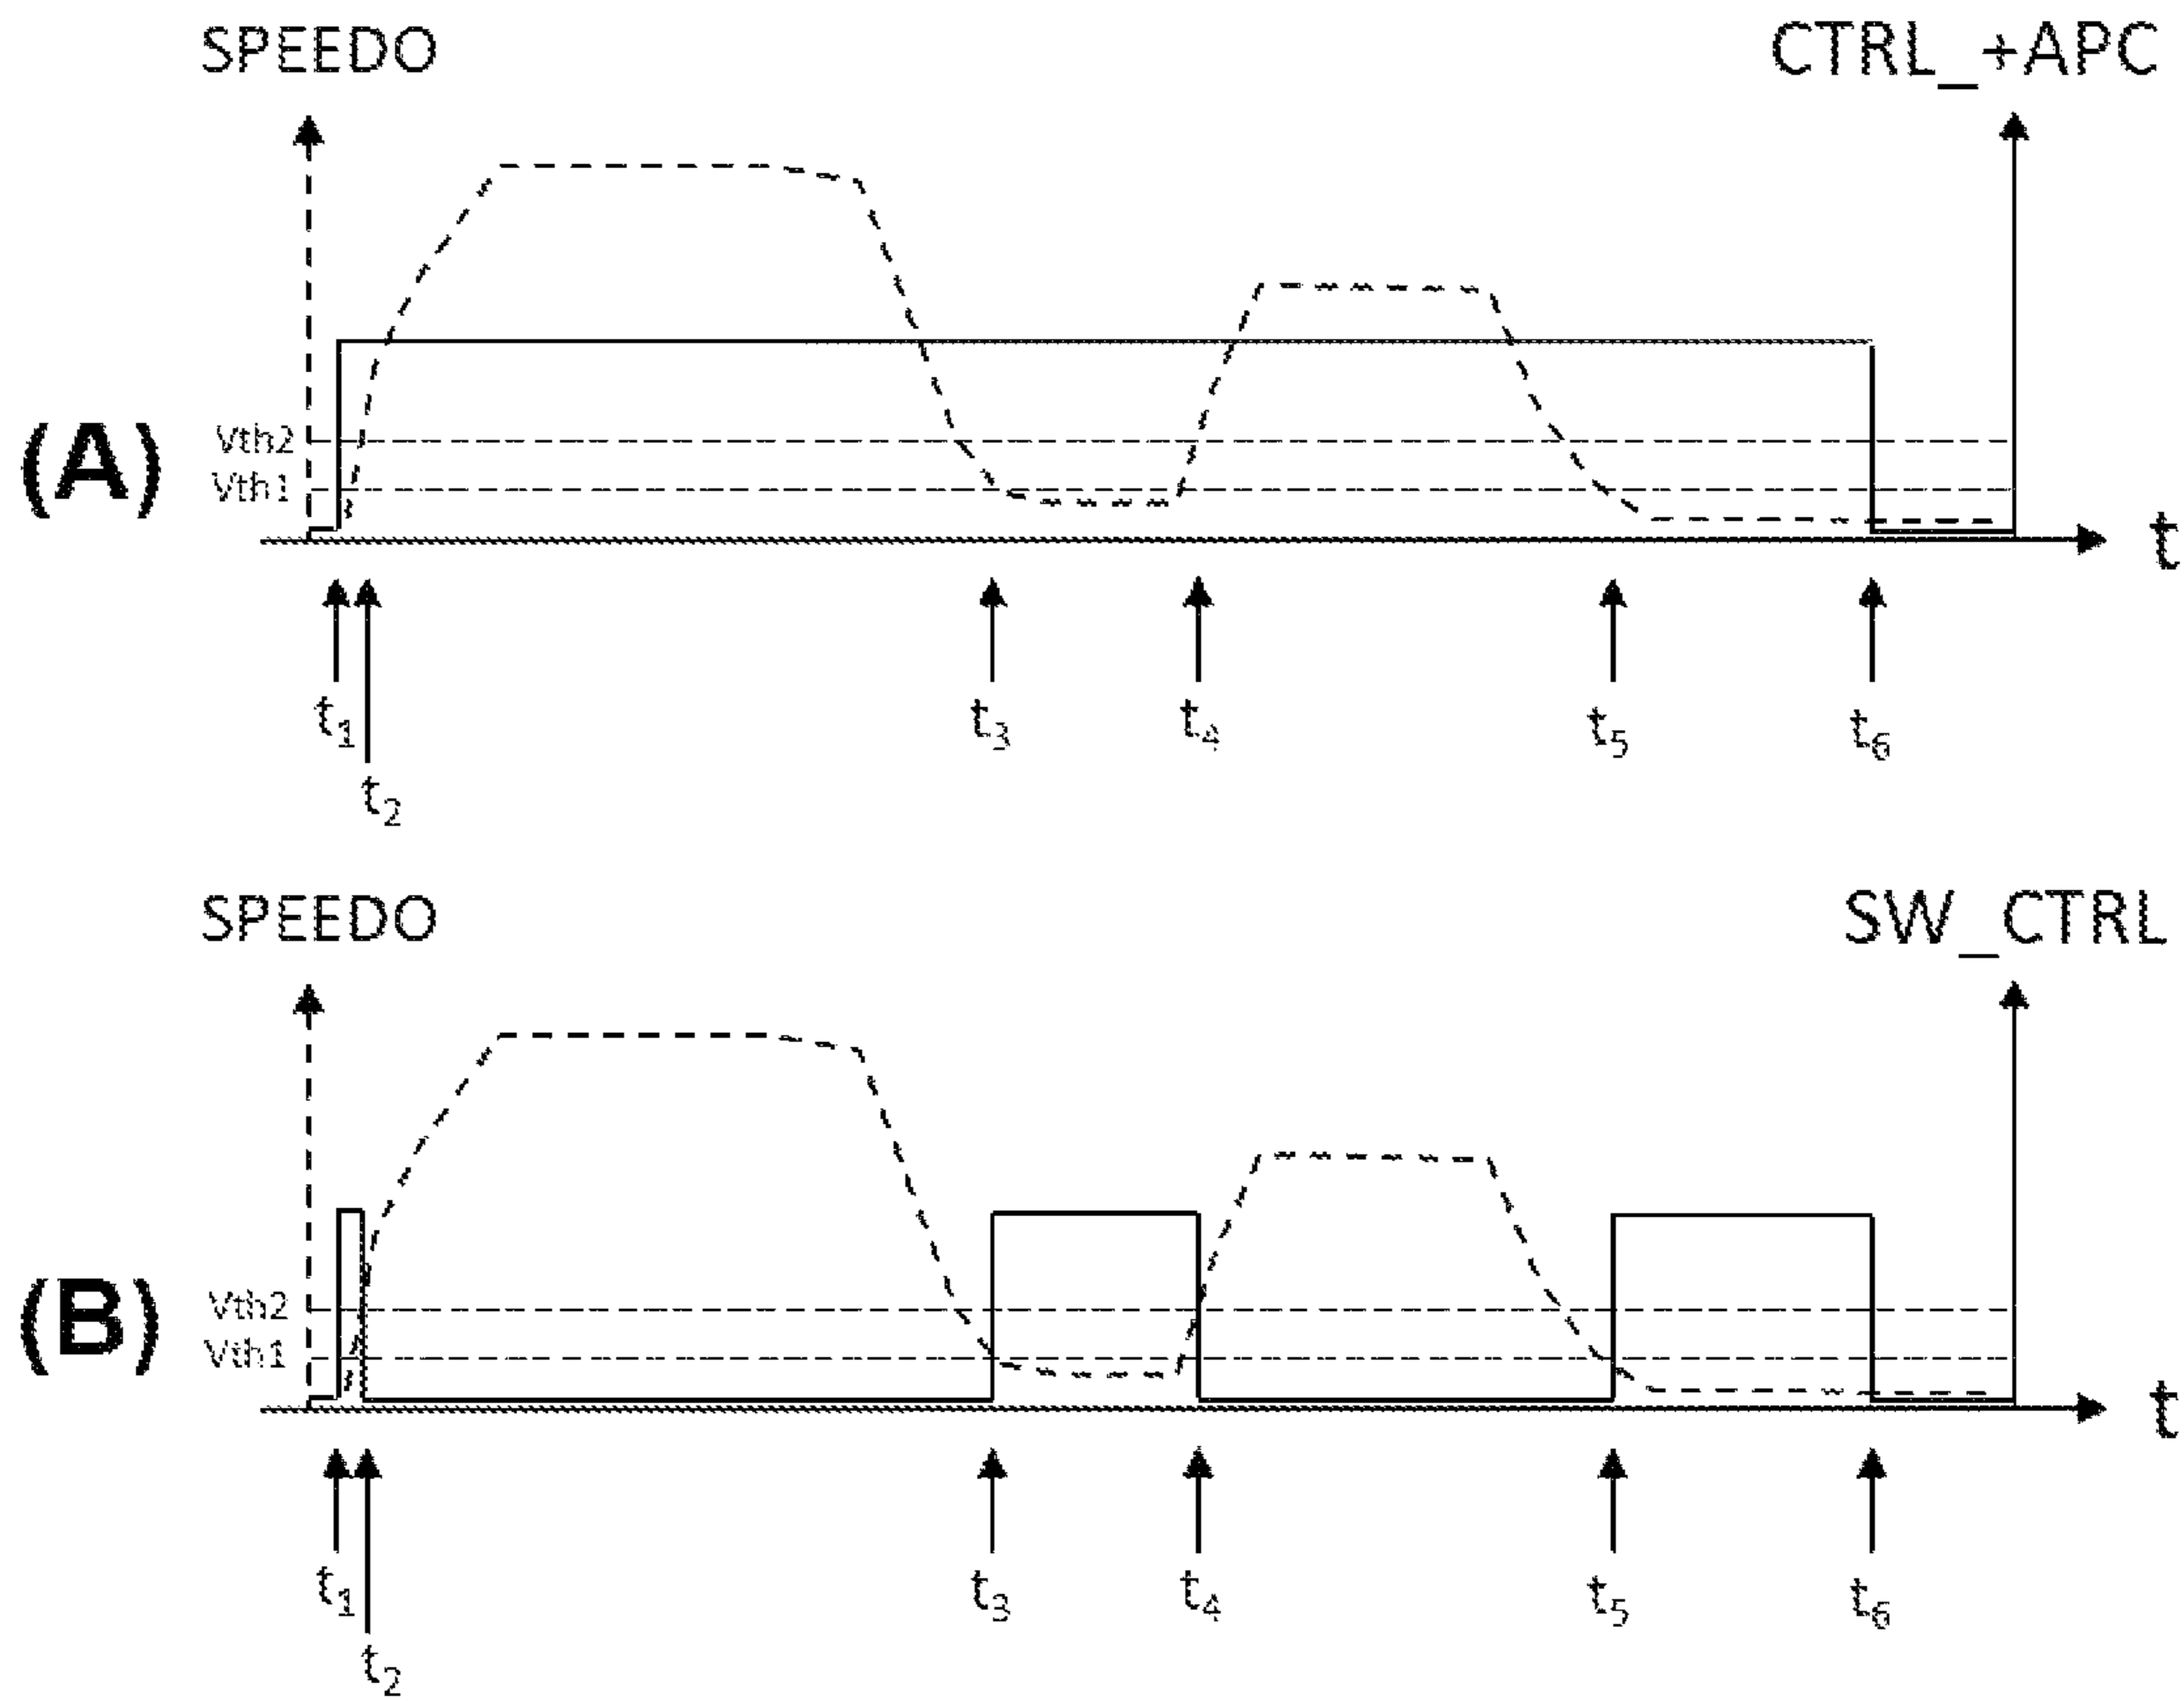 SPEEDO CTRL_+APC
(A)
Vth2
Vth1
t
t1 t3 t4 t5 t6
t2
SPEEDO SW_CTRL
(B)
Vth2
Vth1
t
t1 t3 t4 t5 t6
t2